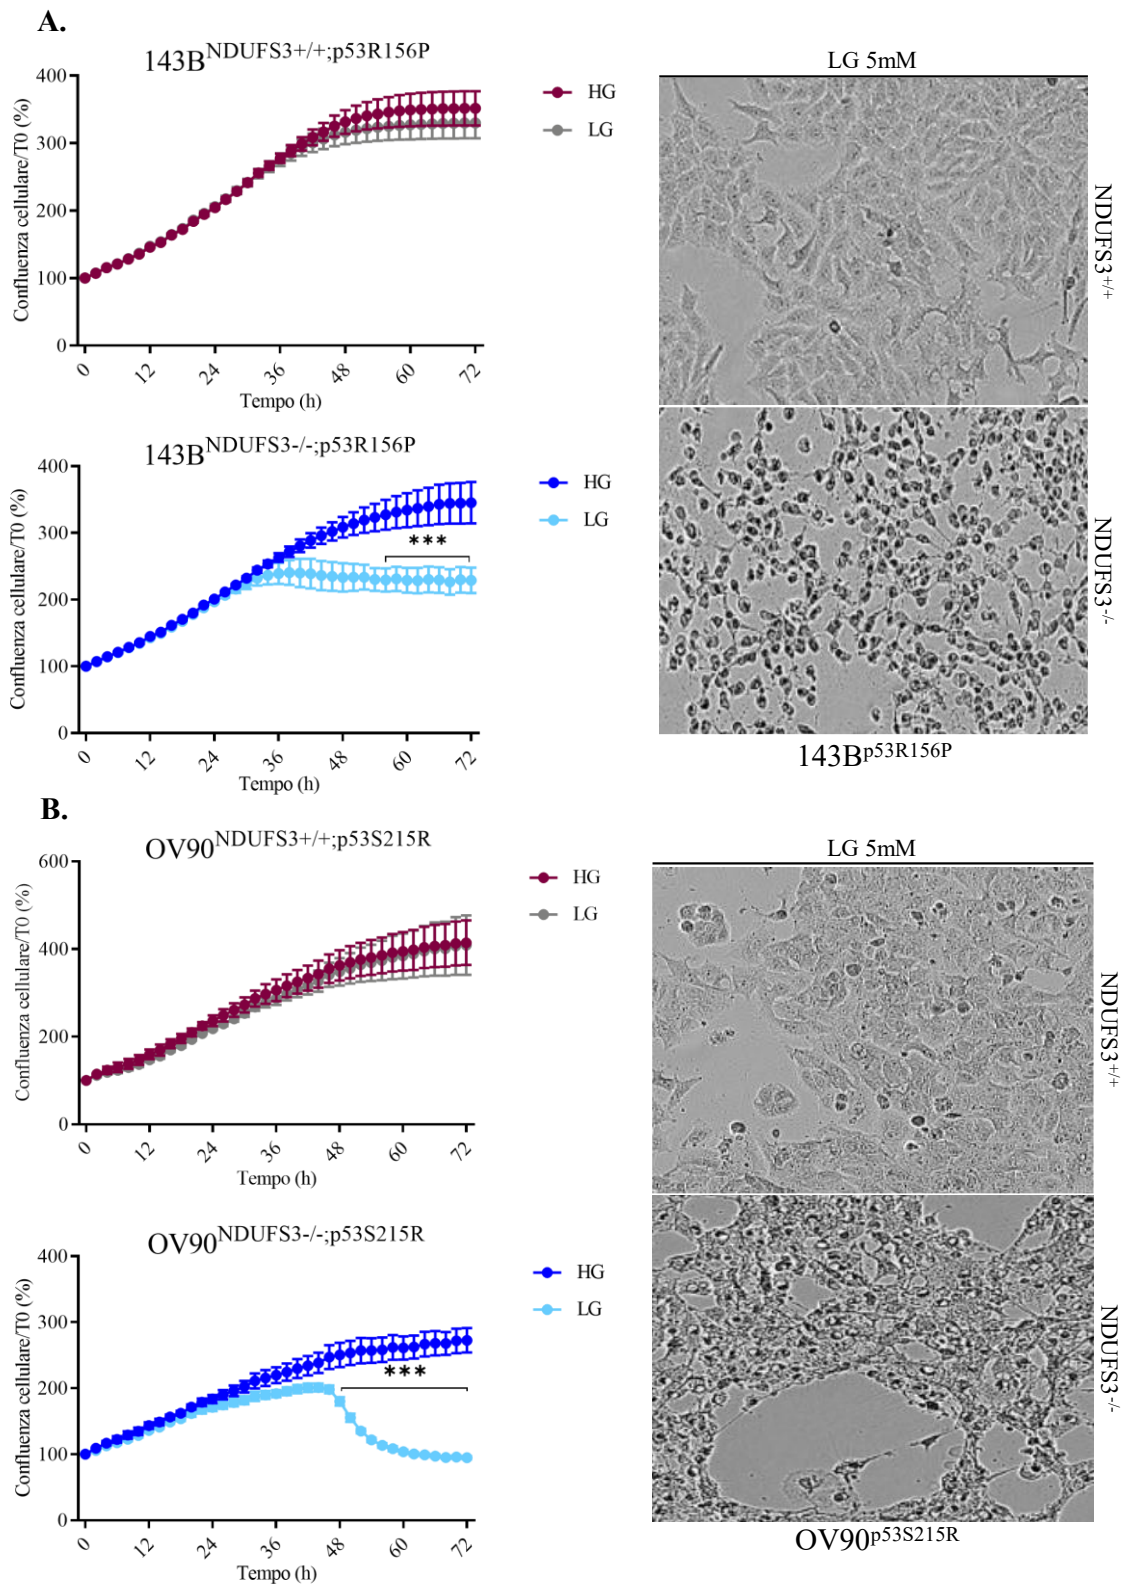 A.
143B^NDUFS3+/+;p53R156P
400
300
200
100
0
Confluenza cellulare/T0 (%)
0 12 24 36 48 60 72
Tempo (h)
HG
LG
LG 5mM
NDUFS3+/+
143B^NDUFS3-/-;p53R156P
400
300
200
100
0
Confluenza cellulare/T0 (%)
0 12 24 36 48 60 72
Tempo (h)
HG
LG
***
NDUFS3-/-
143B^p53R156P
B.
OV90^NDUFS3+/+;p53S215R
600
400
200
0
Confluenza cellulare/T0 (%)
0 12 24 36 48 60 72
Tempo (h)
HG
LG
LG 5mM
NDUFS3+/+
OV90^NDUFS3-/-;p53S215R
400
300
200
100
0
Confluenza cellulare/T0 (%)
0 12 24 36 48 60 72
Tempo (h)
HG
LG
***
NDUFS3-/-
OV90^p53S215R